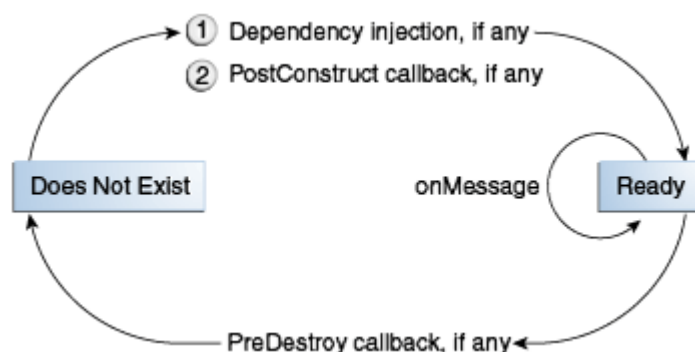 1 Dependency injection, if any
2 PostConstruct callback, if any
Does Not Exist
onMessage
Ready
PreDestroy callback, if any